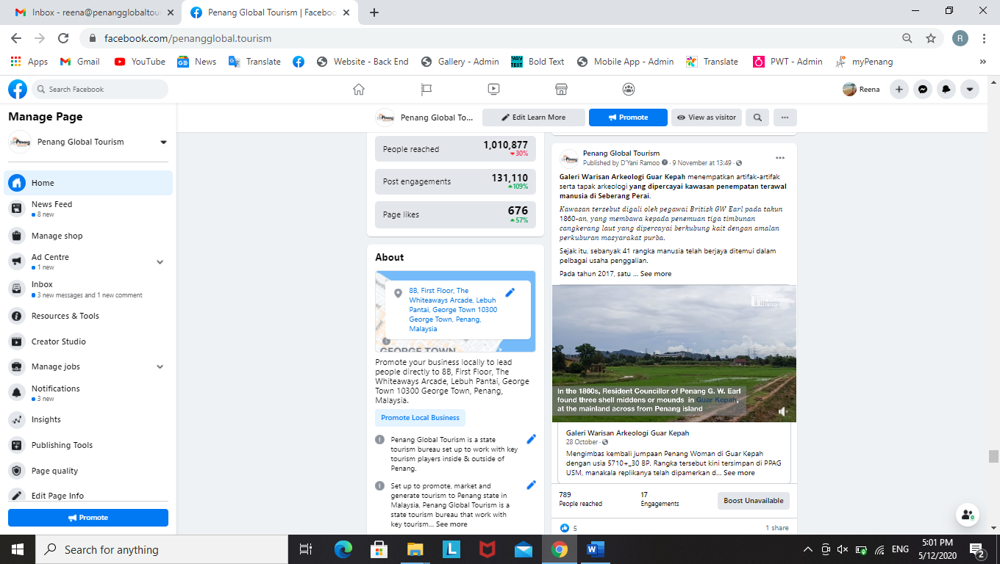 Inbox - reena@penangglobaltou
Penang Global Tourism | Faceboo
facebook.com/penangglobal.tourism
R
Apps
Gmail
YouTube
News
Translate
Website - Back End
Gallery - Admin
YAY TEXT
Bold Text
Mobile App - Admin
Translate
PWT - Admin
myPenang
»
Search Facebook
Reena
Manage Page
Penang Global Tourism
Home
News Feed
8 new
Manage shop
Ad Centre
1 new
Inbox
3 new messages and 1 new comment
Resources & Tools
Creator Studio
Manage jobs
Notifications
3 new
Insights
Publishing Tools
Page quality
Edit Page Info
Promote
Penang Global To...
Edit Learn More
Promote
View as visitor
People reached
1,010,877
30%
Post engagements
131,110
109%
Page likes
676
57%
About
8B, First Floor, The
Whiteaways Arcade, Lebuh
Pantai, George Town 10300
George Town, Penang,
Malaysia
GEORGE TOWN
Promote your business locally to lead
people directly to 8B, First Floor, The
Whiteaways Arcade, Lebuh Pantai, George
Town 10300 George Town, Penang,
Malaysia.
Promote Local Business
Penang Global Tourism is a state
tourism bureau set up to work with key
tourism players inside & outside of
Penang.
Set up to promote, market and
generate tourism to Penang state in
Malaysia, Penang Global Tourism is a
state tourism bureau that work with
key tourism... See more
Penang Global Tourism
Published by D'Yani Ramoo · 9 November at 13:49 ·
Galeri Warisan Arkeologi Guar Kepah menempatkan artifak-artifak
serta tapak arkeologi yang dipercayai kawasan penempatan terawal
manusia di Seberang Perai.
Kawasan tersebut digali oleh pegawai British GW Earl pada tahun
1860-an, yang membawa kepada penemuan tiga timbunan
cangkerang laut yang dipercayai berhubung kait dengan amalan
perkuburan masyarakat purba.
Sejak itu, sebanyak 41 rangka manusia telah berjaya ditemui dalam
pelbagai usaha penggalian.
Pada tahun 2017, satu ... See more
In the 1860s, Resident Councillor of Penang G. W. Earl
found three shell middens or mounds in Guar Kepah,
at the mainland across from Penang island
Galeri Warisan Arkeologi Guar Kepah
28 October ·
Mengimbas kembali jumpaan Penang Woman di Guar Kepah
dengan usia 5710+_30 BP. Rangka tersebut kini tersimpan di PPAG
USM, manakala replikanya telah dipamerkan d... See more
789
People reached
17
Engagements
Boost Unavailable
5
1 share
Search for anything
L
W
ENG
5:01 PM
5/12/2020
2